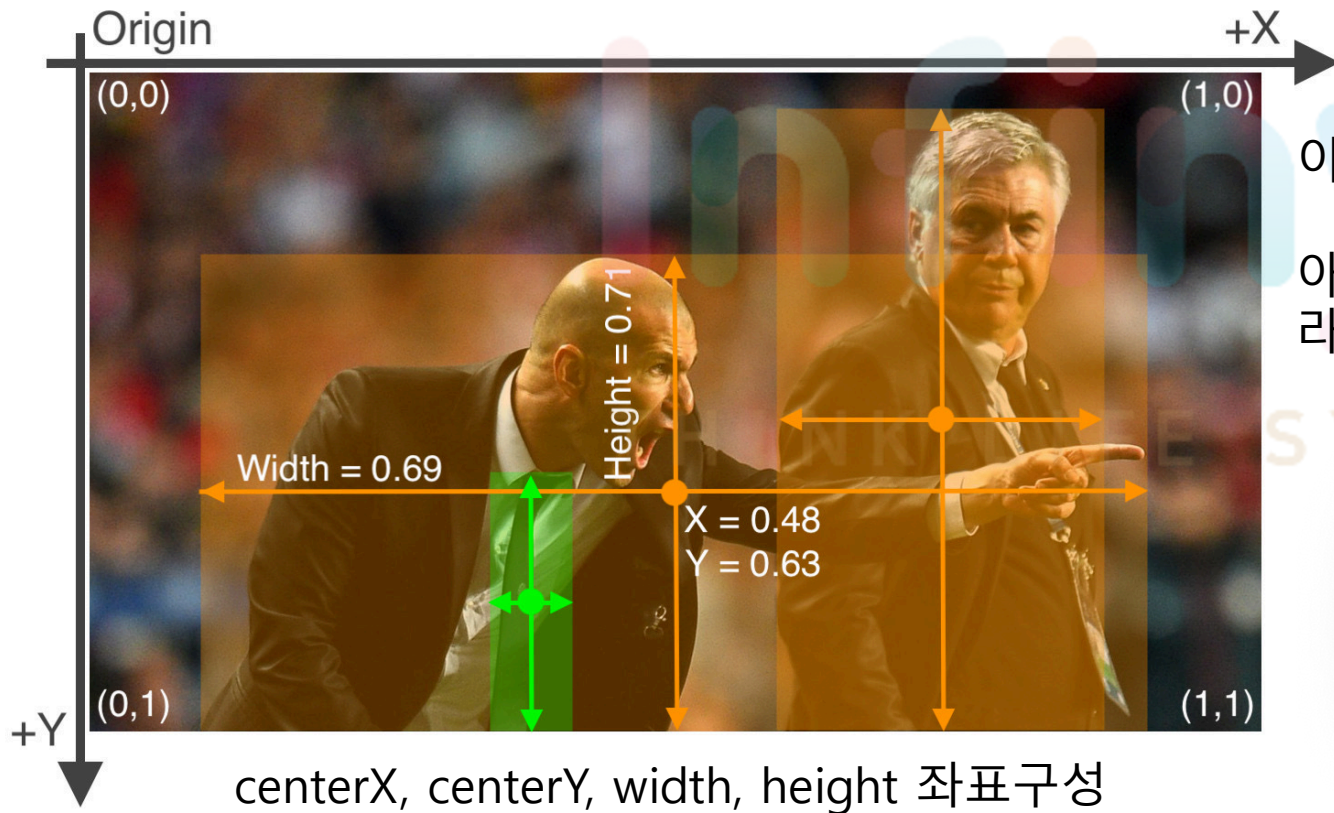 Origin
+X
(0,0)
(1,0)
Height = 0.71
Width = 0.69
X = 0.48
Y = 0.63
(0,1)
(1,1)
+Y
centerX, centerY, width, height 좌표구성